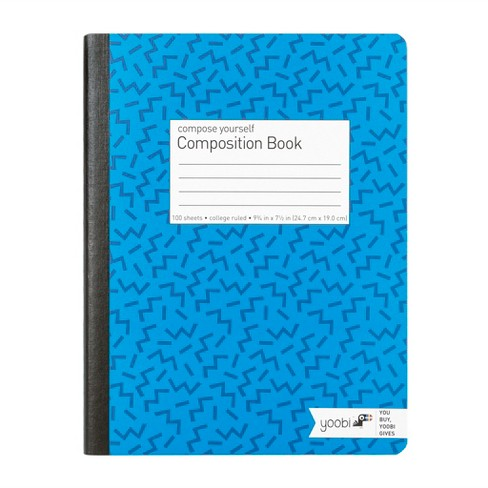 compose yourself
Composition Book
100 sheets • college ruled • 9¾ in x 7½ in (24.7 cm x 19.0 cm)
yoobi
YOU
BUY,
YOOBI
GIVES